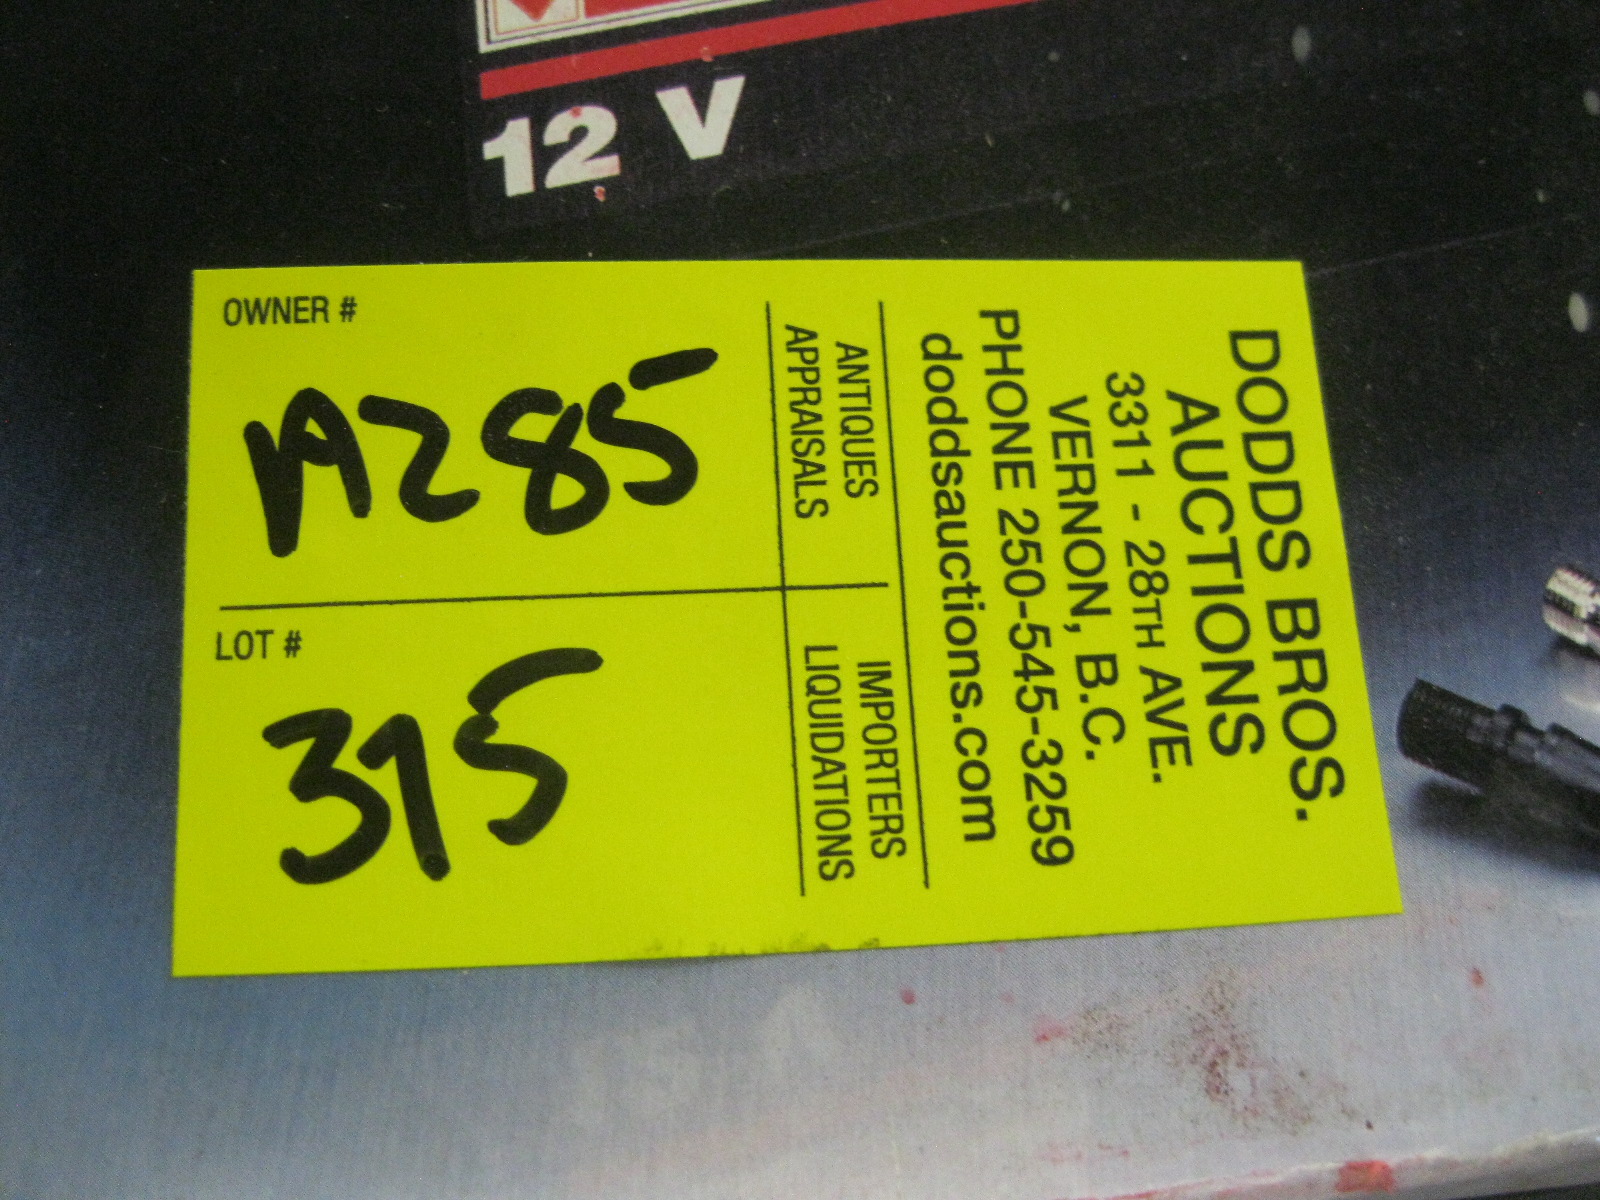 12 V
OWNER #
A285
LOT #
315
ANTIQUES
APPRAISALS
IMPORTERS
LIQUIDATIONS
DODDS BROS.
AUCTIONS
3311 - 28TH AVE.
VERNON, B.C.
PHONE 250-545-3259
doddsauctions.com